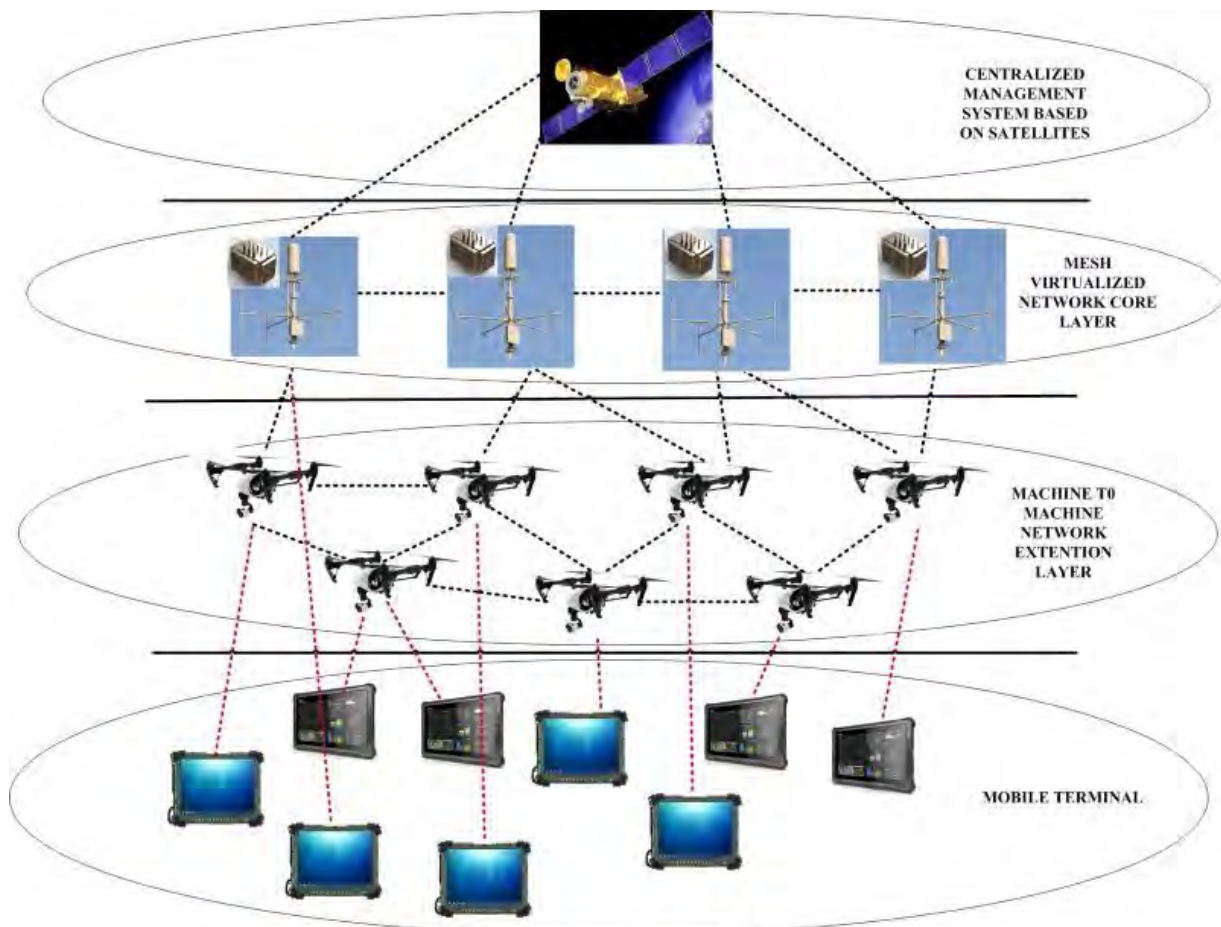 CENTRALIZED
MANAGEMENT
SYSTEM BASED
ON SATELLITES
MESH
VIRTUALIZED
NETWORK CORE
LAYER
MACHINE T0
MACHINE
NETWORK
EXTENTION
LAYER
MOBILE TERMINAL